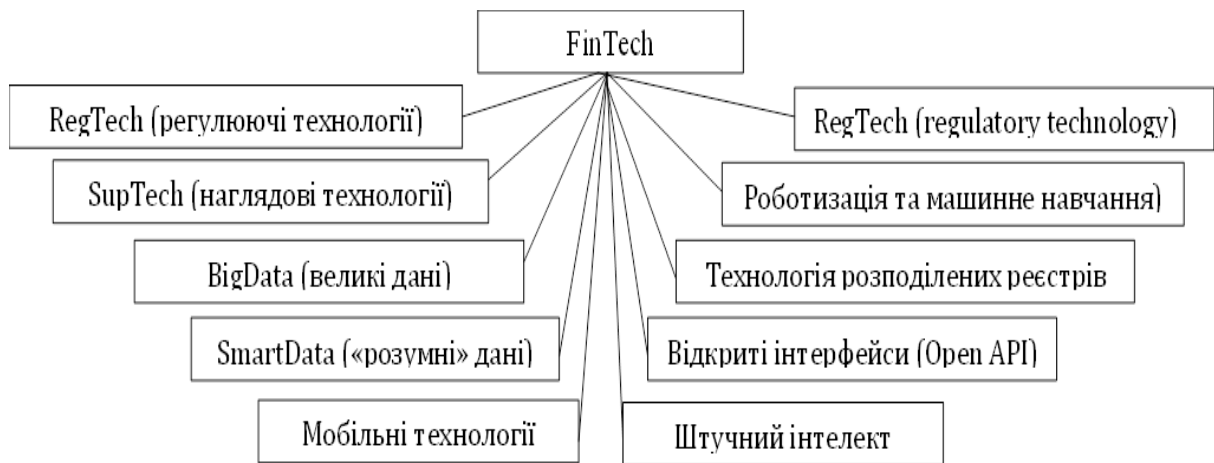 FinTech
RegTech (регулюючі технології)
RegTech (regulatory technology)
SupTech (наглядові технології)
Роботизація та машинне навчання)
BigData (великі дані)
Технологія розподілених реєстрів
SmartData («розумні» дані)
Відкриті інтерфейси (Open API)
Мобільні технології
Штучний інтелект